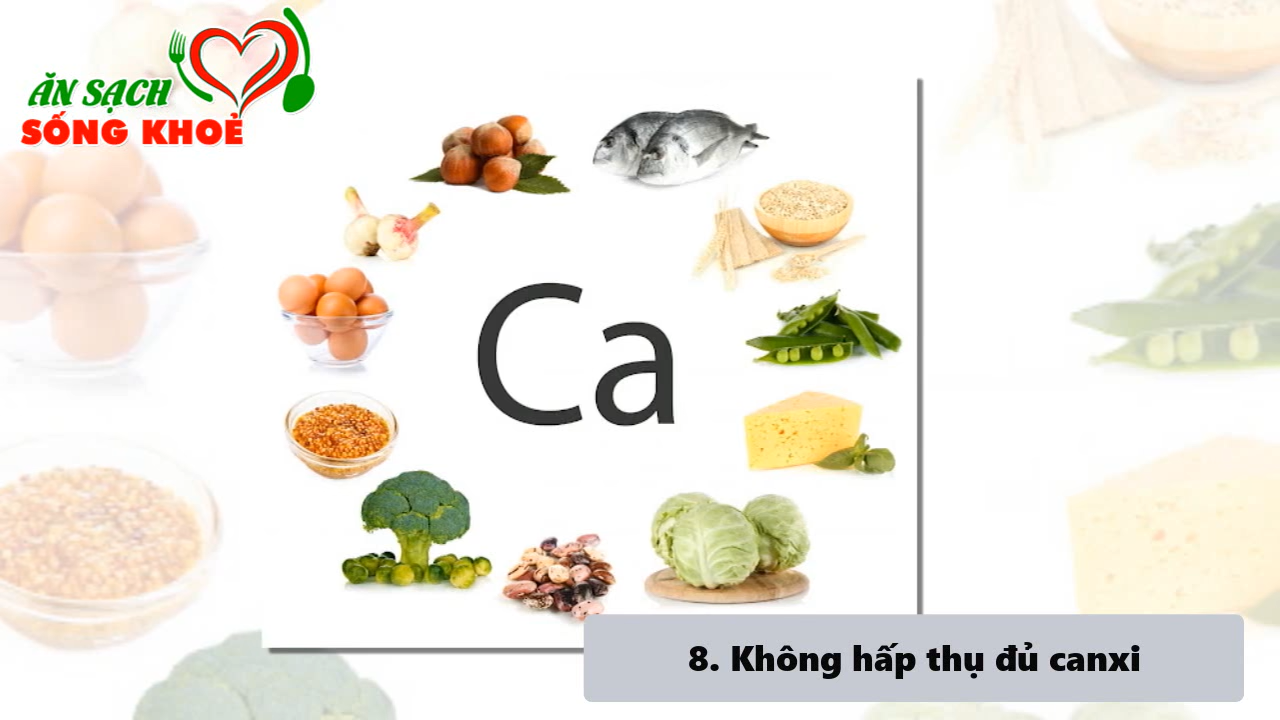 ĂN SẠCH
SỐNG KHOẺ
Ca
8. Không hấp thụ đủ canxi